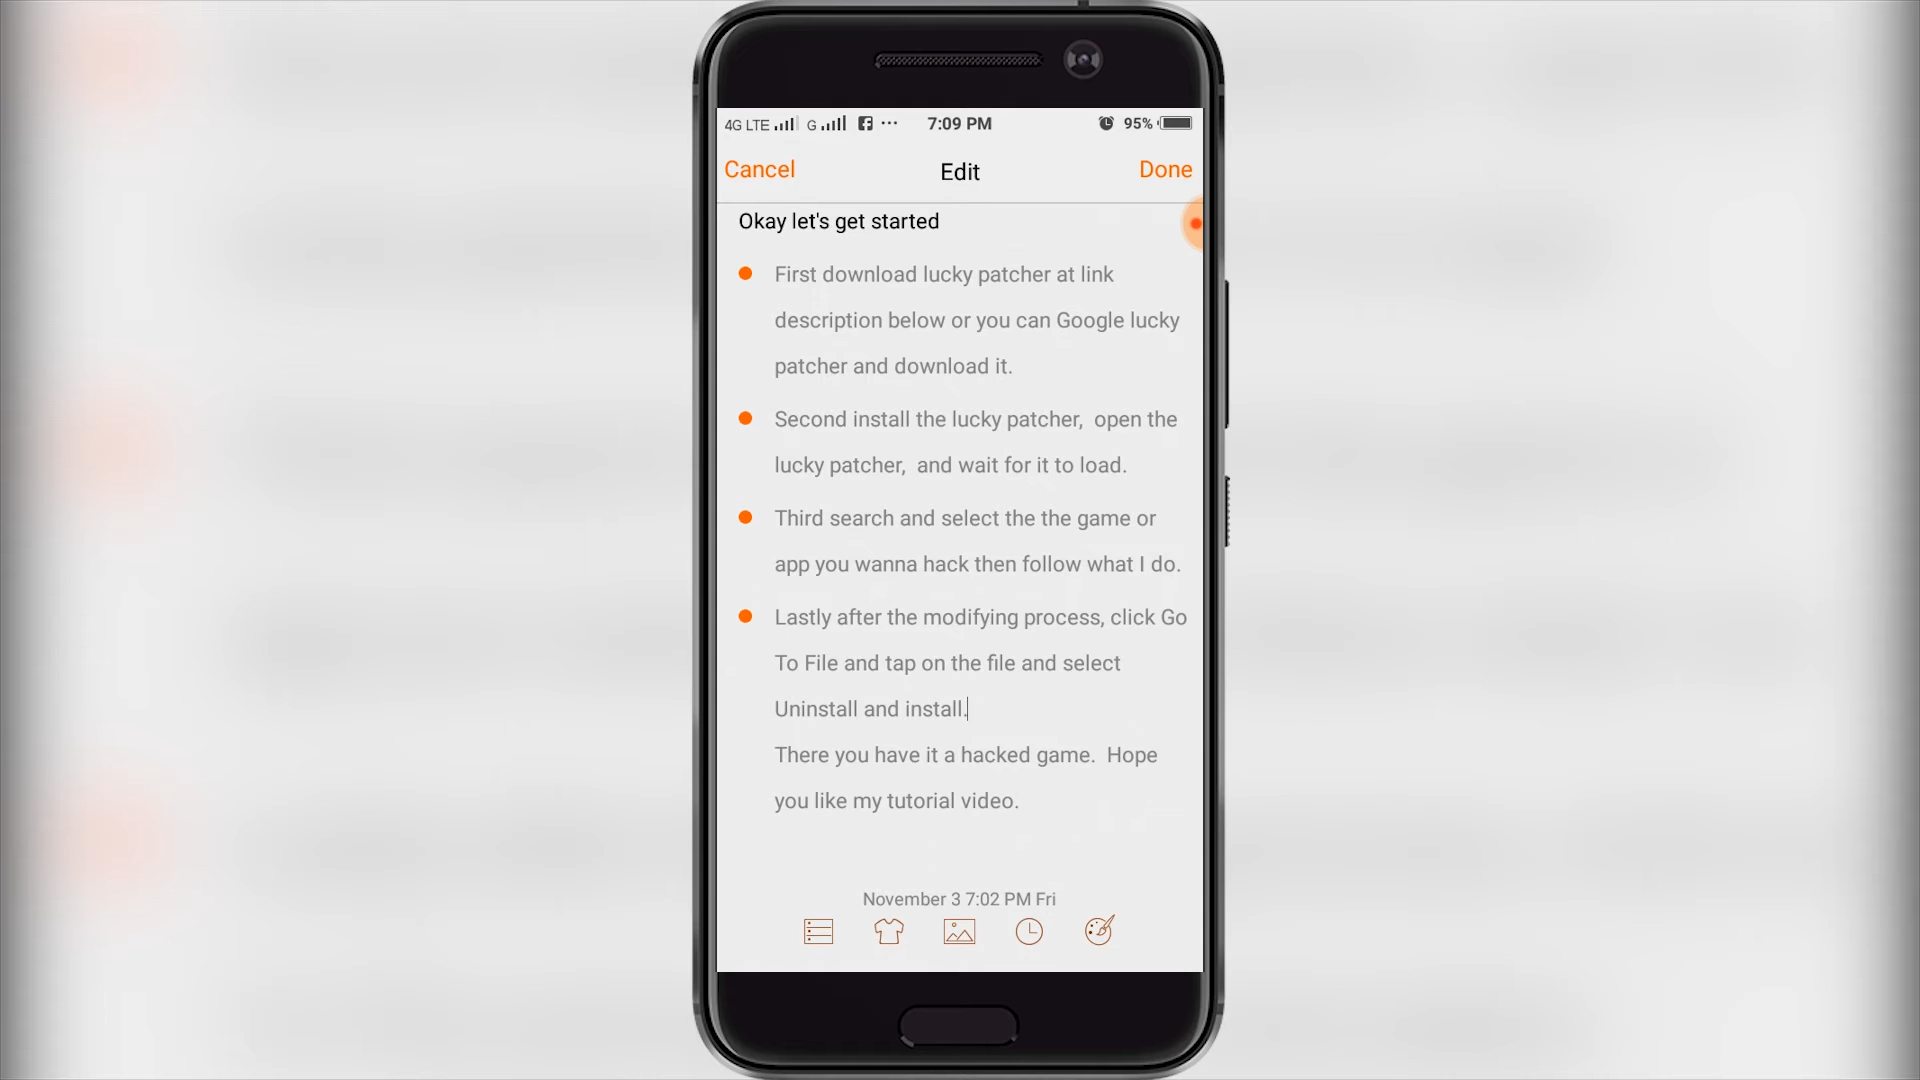 4G LTE G 7:09 PM 95%
Cancel Edit Done
Okay let's get started
First download lucky patcher at link
description below or you can Google lucky
patcher and download it.
Second install the lucky patcher,  open the
lucky patcher,  and wait for it to load.
Third search and select the the game or
app you wanna hack then follow what I do.
Lastly after the modifying process, click Go
To File and tap on the file and select
Uninstall and install.
There you have it a hacked game.  Hope
you like my tutorial video.
November 3 7:02 PM Fri